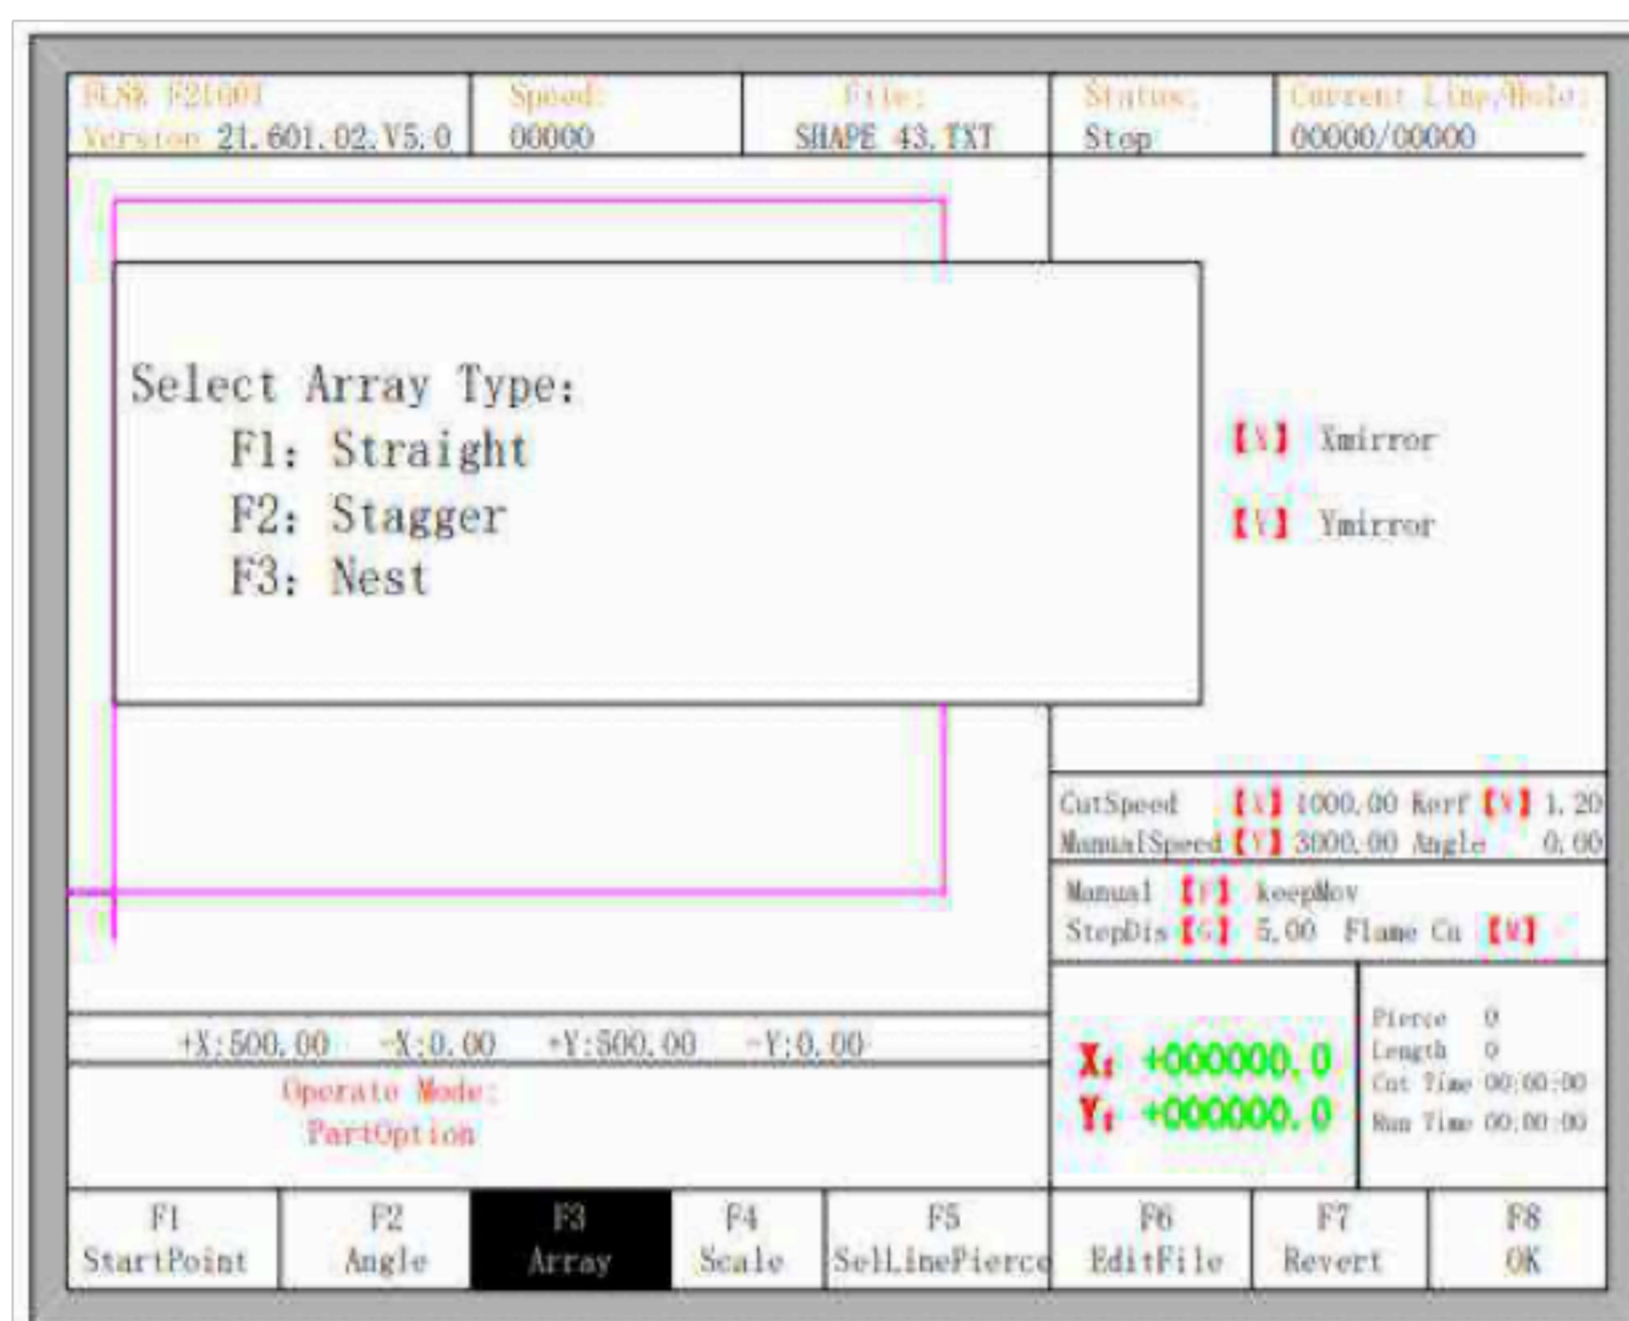 FLSK F2100T Speed: File: Status: Current Line/Hole:
Version 21.601.02.V5.0 00000 SHAPE 43.TXT Stop 00000/00000
Select Array Type:
F1: Straight
F2: Stagger
F3: Nest
【X】 Xmirror
【Y】 Ymirror
CutSpeed 【X】 1000.00 Kerf 【V】 1.20
ManualSpeed 【Y】 3000.00 Angle 0.00
Manual 【F】 keepMov
StepDis 【G】 5.00 Flame Cu 【M】
+X:500.00 -X:0.00 +Y:500.00 -Y:0.00
Operate Mode:
PartOption
X: +000000.0
Y: +000000.0
Pierce 0
Length 0
Cut Time 00:00:00
Run Time 00:00:00
F1 F2 F3 F4 F5 F6 F7 F8
StartPoint Angle Array Scale SelLinePierce EditFile Revert OK